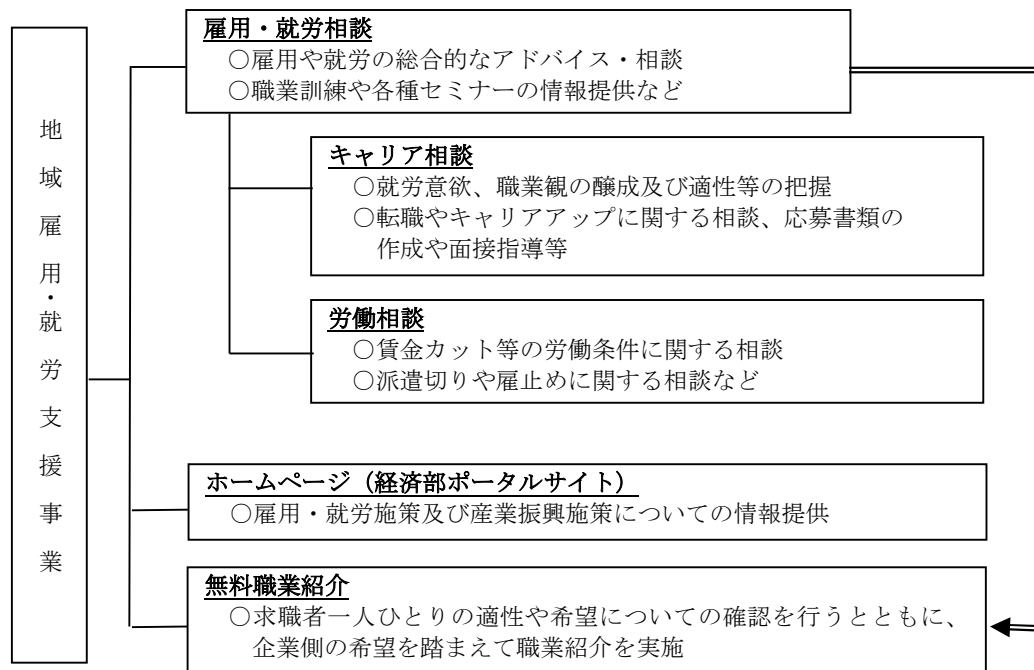 地域雇用・就労支援事業
雇用・就労相談
○雇用や就労の総合的なアドバイス・相談
○職業訓練や各種セミナーの情報提供など
キャリア相談
○就労意欲、職業観の醸成及び適性等の把握
○転職やキャリアアップに関する相談、応募書類の
作成や面接指導等
労働相談
○賃金カット等の労働条件に関する相談
○派遣切りや雇止めに関する相談など
ホームページ（経済部ポータルサイト）
○雇用・就労施策及び産業振興施策についての情報提供
無料職業紹介
○求職者一人ひとりの適性や希望についての確認を行うとともに、
企業側の希望を踏まえて職業紹介を実施